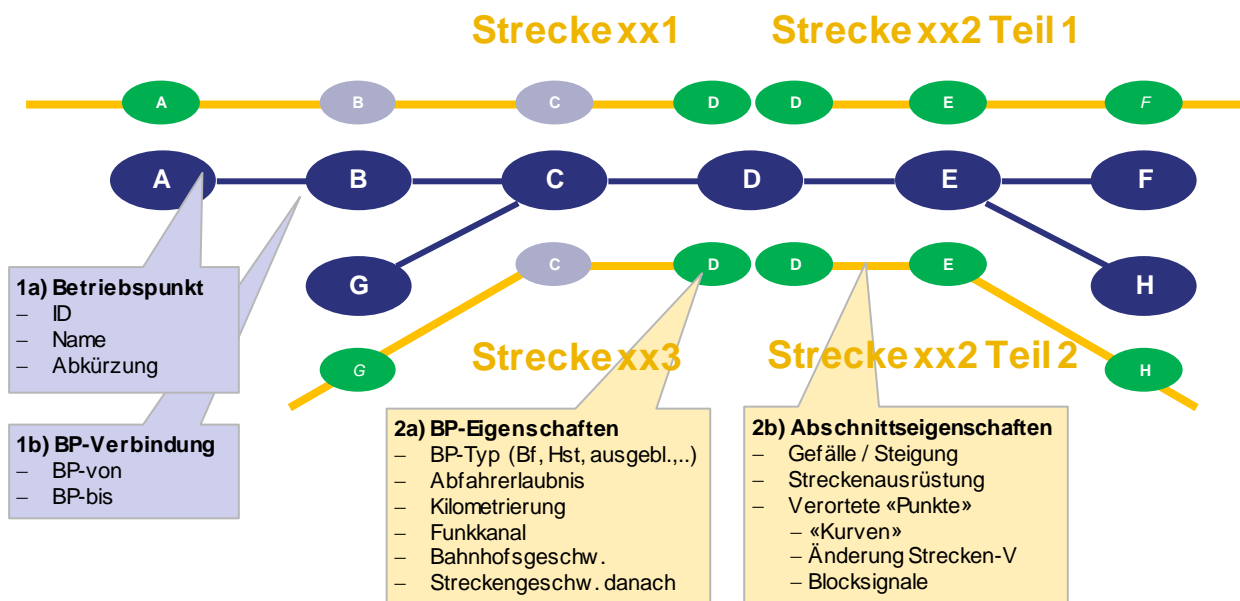 Strecke xx1 Strecke xx2 Teil 1
A B C D D E F
A B C D E F
G C D D E H
G Strecke xx3 Strecke xx2 Teil 2 H
1a) Betriebspunkt
– ID
– Name
– Abkürzung
1b) BP-Verbindung
– BP-von
– BP-bis
2a) BP-Eigenschaften
– BP-Typ (Bf, Hst, ausgebl.,..)
– Abfahrerlaubnis
– Kilometrierung
– Funkkanal
– Bahnhofsgeschw.
– Streckengeschw. danach
2b) Abschnittseigenschaften
– Gefälle / Steigung
– Streckenausrüstung
– Verortete «Punkte»
– «Kurven»
– Änderung Strecken-V
– Blocksignale